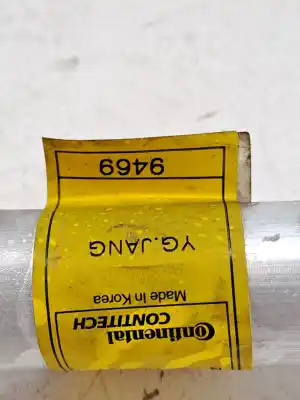 Continental
CONTITECH
Made In Korea
YG.JANG
9469